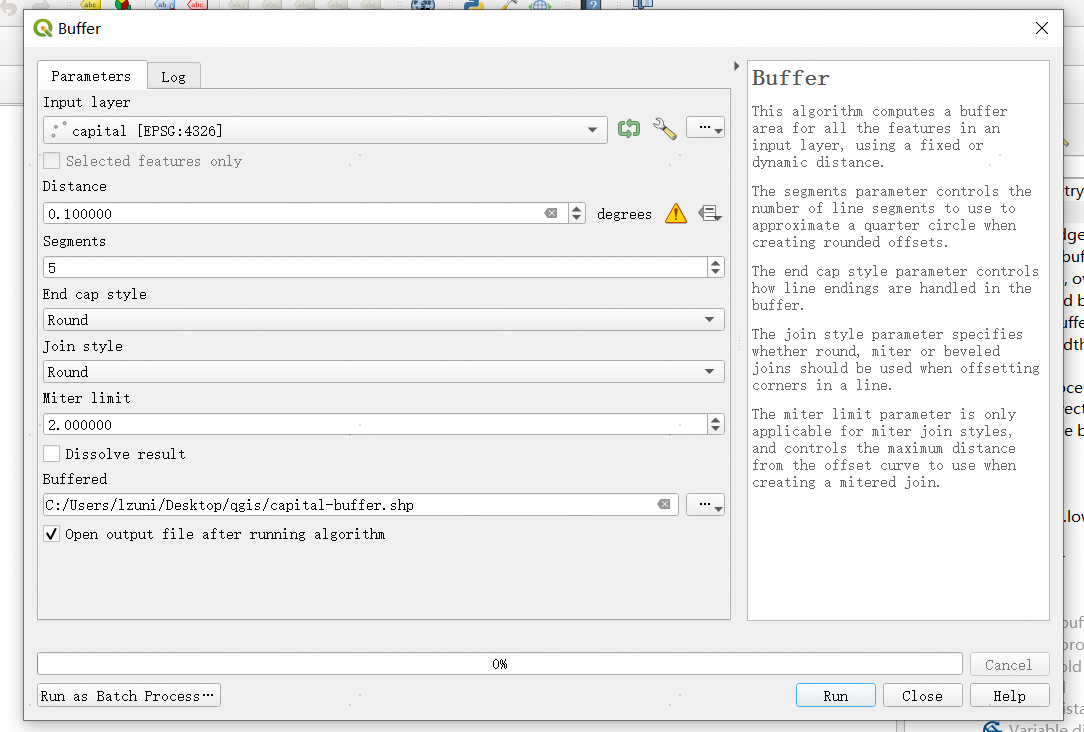 Buffer
Parameters
Log
Input layer
capital [EPSG:4326]
Selected features only
Distance
0.100000
degrees
Segments
5
End cap style
Round
Join style
Round
Miter limit
2.000000
Dissolve result
Buffered
C:/Users/lzuni/Desktop/qgis/capital-buffer.shp
Open output file after running algorithm
Buffer
This algorithm computes a buffer
area for all the features in an
input layer, using a fixed or
dynamic distance.
The segments parameter controls the
number of line segments to use to
approximate a quarter circle when
creating rounded offsets.
The end cap style parameter controls
how line endings are handled in the
buffer.
The join style parameter specifies
whether round, miter or beveled
joins should be used when offsetting
corners in a line.
The miter limit parameter is only
applicable for miter join styles,
and controls the maximum distance
from the offset curve to use when
creating a mitered join.
0%
Cancel
Run as Batch Process…
Run
Close
Help
Variable di